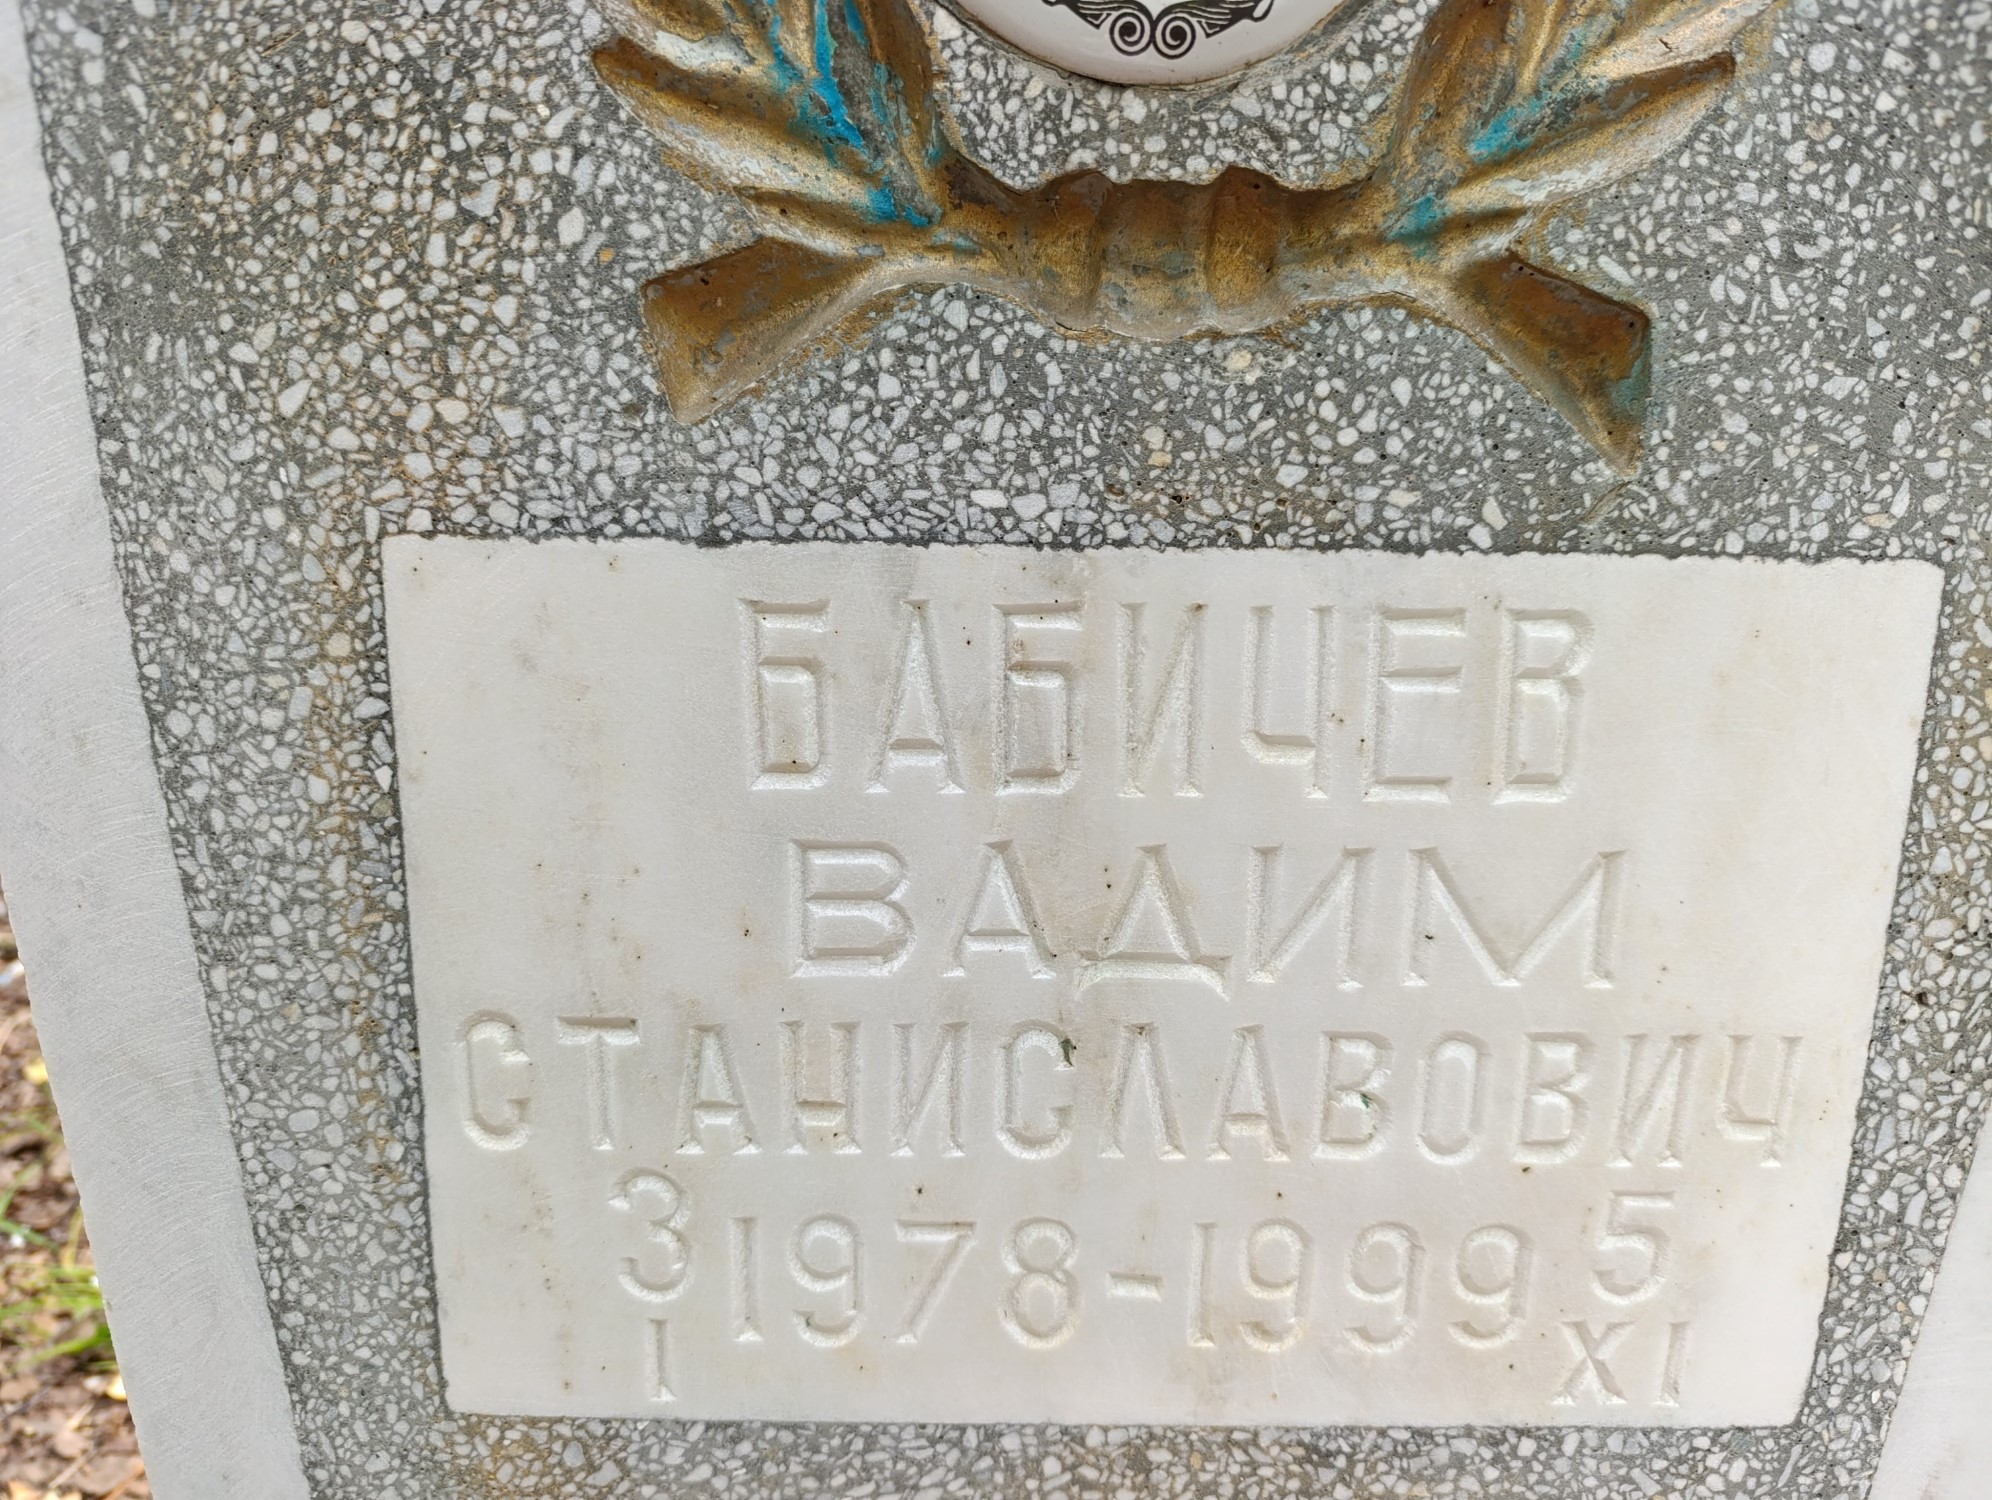 БАБИЧЕВ
ВАДИМ
СТАНИСЛАВОВИЧ
3/I 1978-1999 5/XI